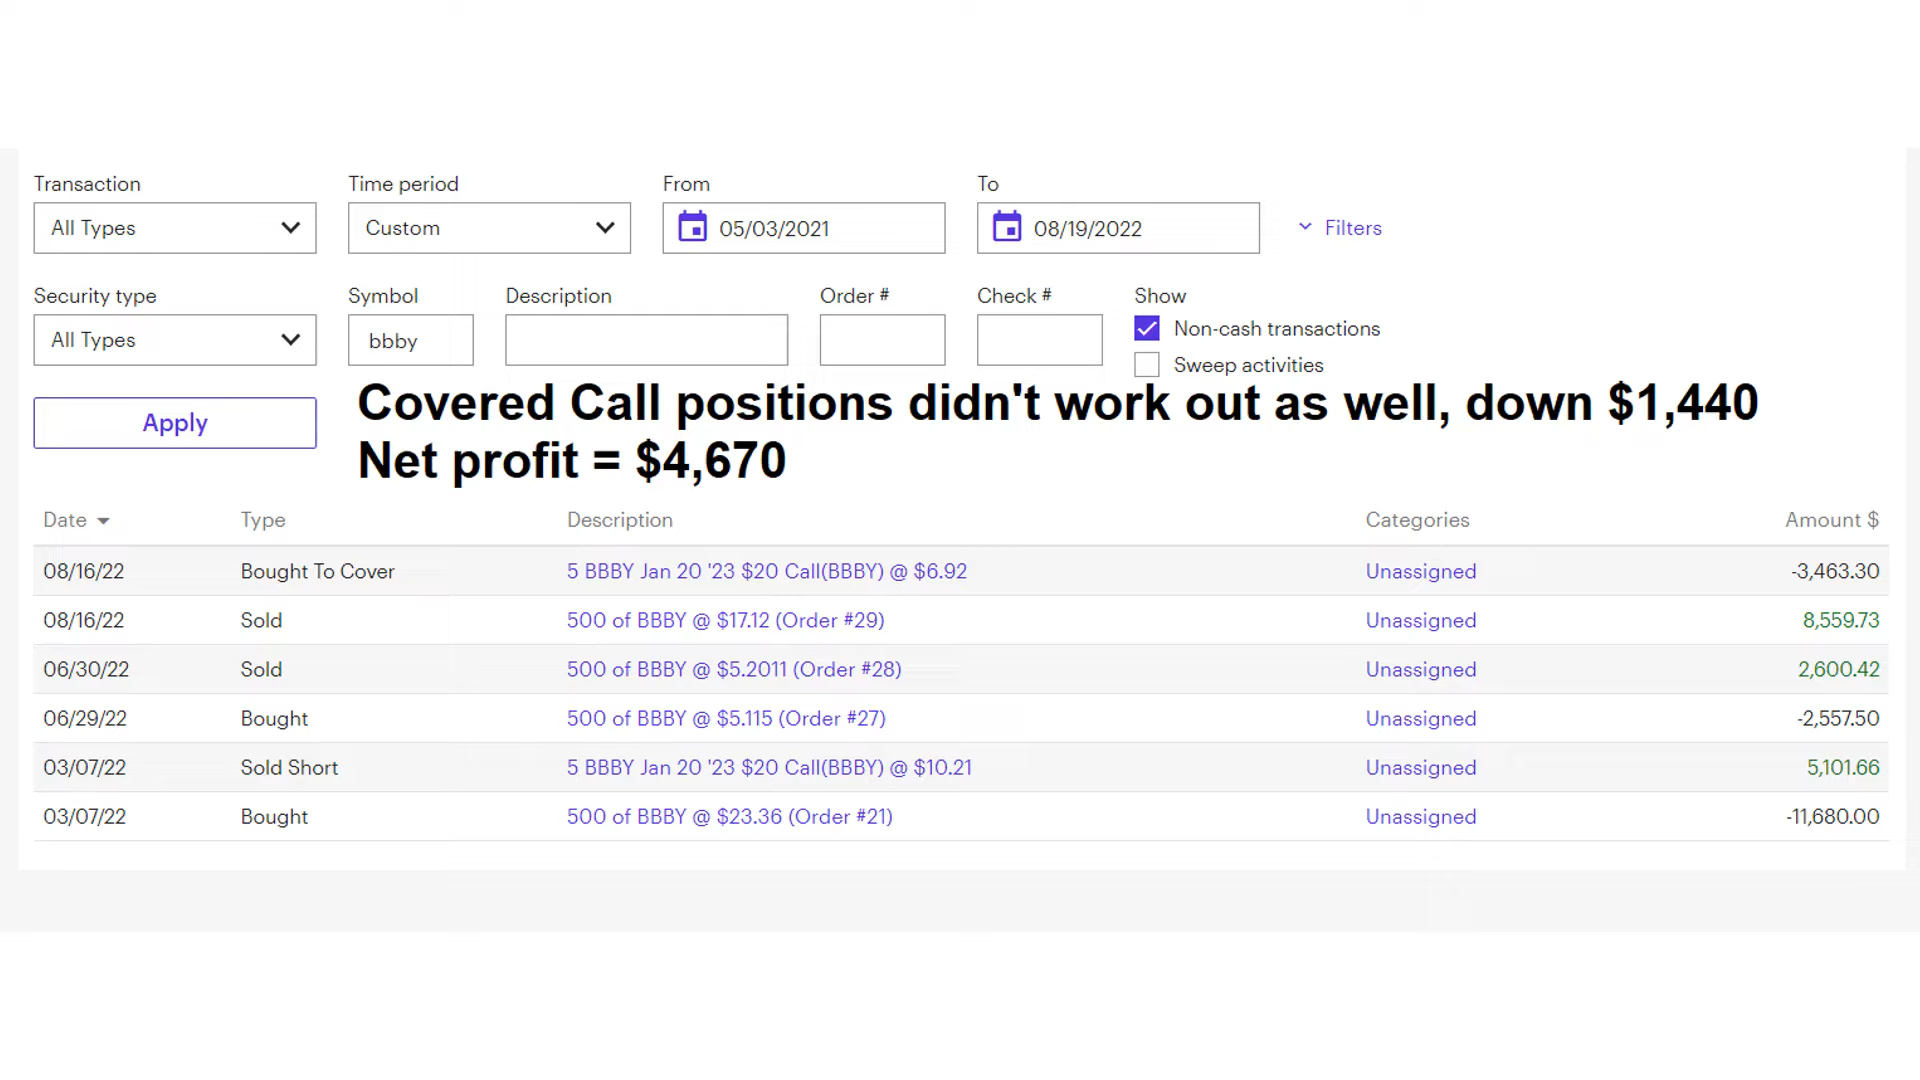 Transaction Time period From To
All Types Custom 05/03/2021 08/19/2022 Filters
Security type Symbol Description Order # Check # Show
All Types bbby Non-cash transactions
Sweep activities
Apply
Covered Call positions didn't work out as well, down $1,440
Net profit = $4,670
Date Type Description Categories Amount $
08/16/22 Bought To Cover 5 BBBY Jan 20 '23 $20 Call(BBBY) @ $6.92 Unassigned -3,463.30
08/16/22 Sold 500 of BBBY @ $17.12 (Order #29) Unassigned 8,559.73
06/30/22 Sold 500 of BBBY @ $5.2011 (Order #28) Unassigned 2,600.42
06/29/22 Bought 500 of BBBY @ $5.115 (Order #27) Unassigned -2,557.50
03/07/22 Sold Short 5 BBBY Jan 20 '23 $20 Call(BBBY) @ $10.21 Unassigned 5,101.66
03/07/22 Bought 500 of BBBY @ $23.36 (Order #21) Unassigned -11,680.00